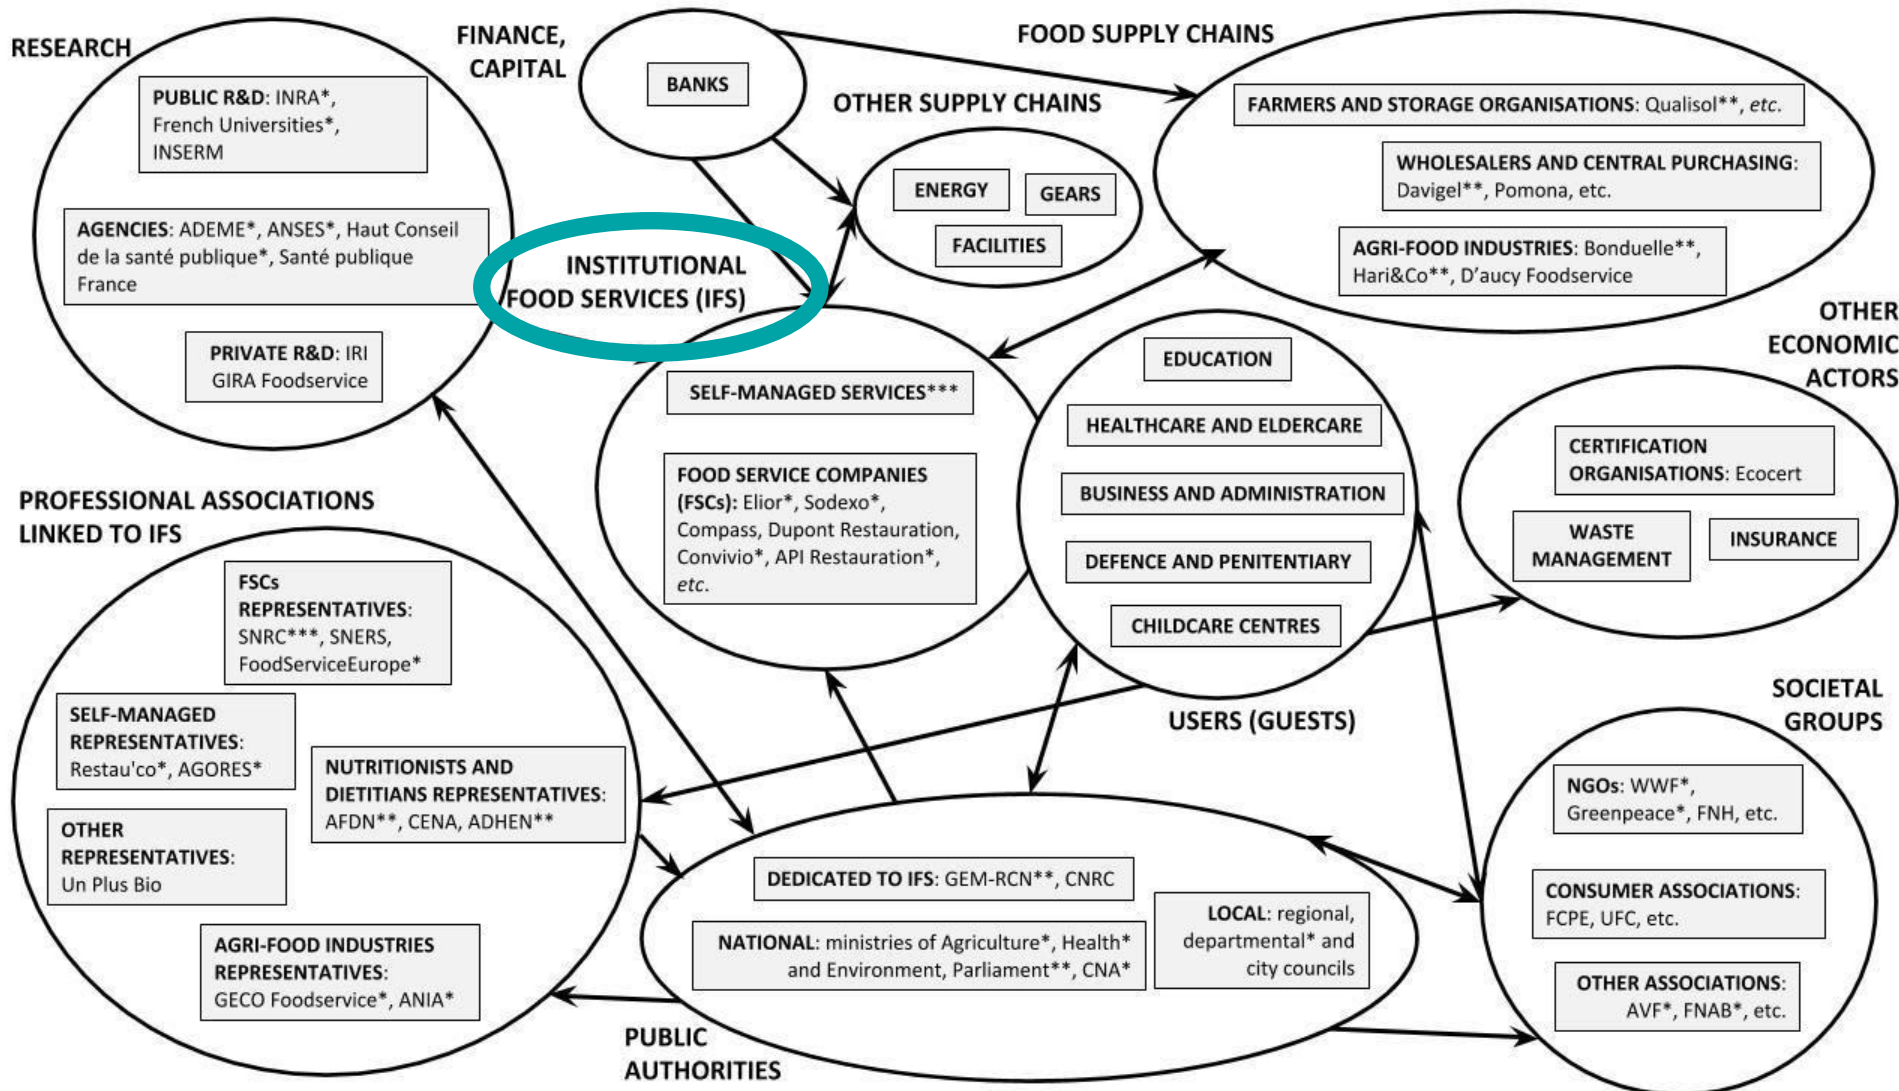 RESEARCH
PUBLIC R&D: INRA*,
French Universities*,
INSERM
AGENCIES: ADEME*, ANSES*, Haut Conseil
de la santé publique*, Santé publique
France
PRIVATE R&D: IRI
GIRA Foodservice
FINANCE,
CAPITAL
BANKS
OTHER SUPPLY CHAINS
ENERGY
GEARS
FACILITIES
FOOD SUPPLY CHAINS
FARMERS AND STORAGE ORGANISATIONS: Qualisol**, etc.
WHOLESALERS AND CENTRAL PURCHASING:
Davigel**, Pomona, etc.
AGRI-FOOD INDUSTRIES: Bonduelle**,
Hari&Co**, D'aucy Foodservice
INSTITUTIONAL
FOOD SERVICES (IFS)
SELF-MANAGED SERVICES***
FOOD SERVICE COMPANIES
(FSCs): Elior*, Sodexo*,
Compass, Dupont Restauration,
Convivio*, API Restauration*,
etc.
EDUCATION
HEALTHCARE AND ELDERCARE
BUSINESS AND ADMINISTRATION
DEFENCE AND PENITENTIARY
CHILDCARE CENTRES
USERS (GUESTS)
OTHER
ECONOMIC
ACTORS
CERTIFICATION
ORGANISATIONS: Ecocert
WASTE
MANAGEMENT
INSURANCE
PROFESSIONAL ASSOCIATIONS
LINKED TO IFS
FSCs
REPRESENTATIVES:
SNRC***, SNERS,
FoodServiceEurope*
SELF-MANAGED
REPRESENTATIVES:
Restau'co*, AGORES*
NUTRITIONISTS AND
DIETITIANS REPRESENTATIVES:
AFDN**, CENA, ADHEN**
OTHER
REPRESENTATIVES:
Un Plus Bio
AGRI-FOOD INDUSTRIES
REPRESENTATIVES:
GECO Foodservice*, ANIA*
DEDICATED TO IFS: GEM-RCN**, CNRC
NATIONAL: ministries of Agriculture*, Health*
and Environment, Parliament**, CNA*
LOCAL: regional,
departmental* and
city councils
PUBLIC
AUTHORITIES
SOCIETAL
GROUPS
NGOs: WWF*,
Greenpeace*, FNH, etc.
CONSUMER ASSOCIATIONS:
FCPE, UFC, etc.
OTHER ASSOCIATIONS:
AVF*, FNAB*, etc.